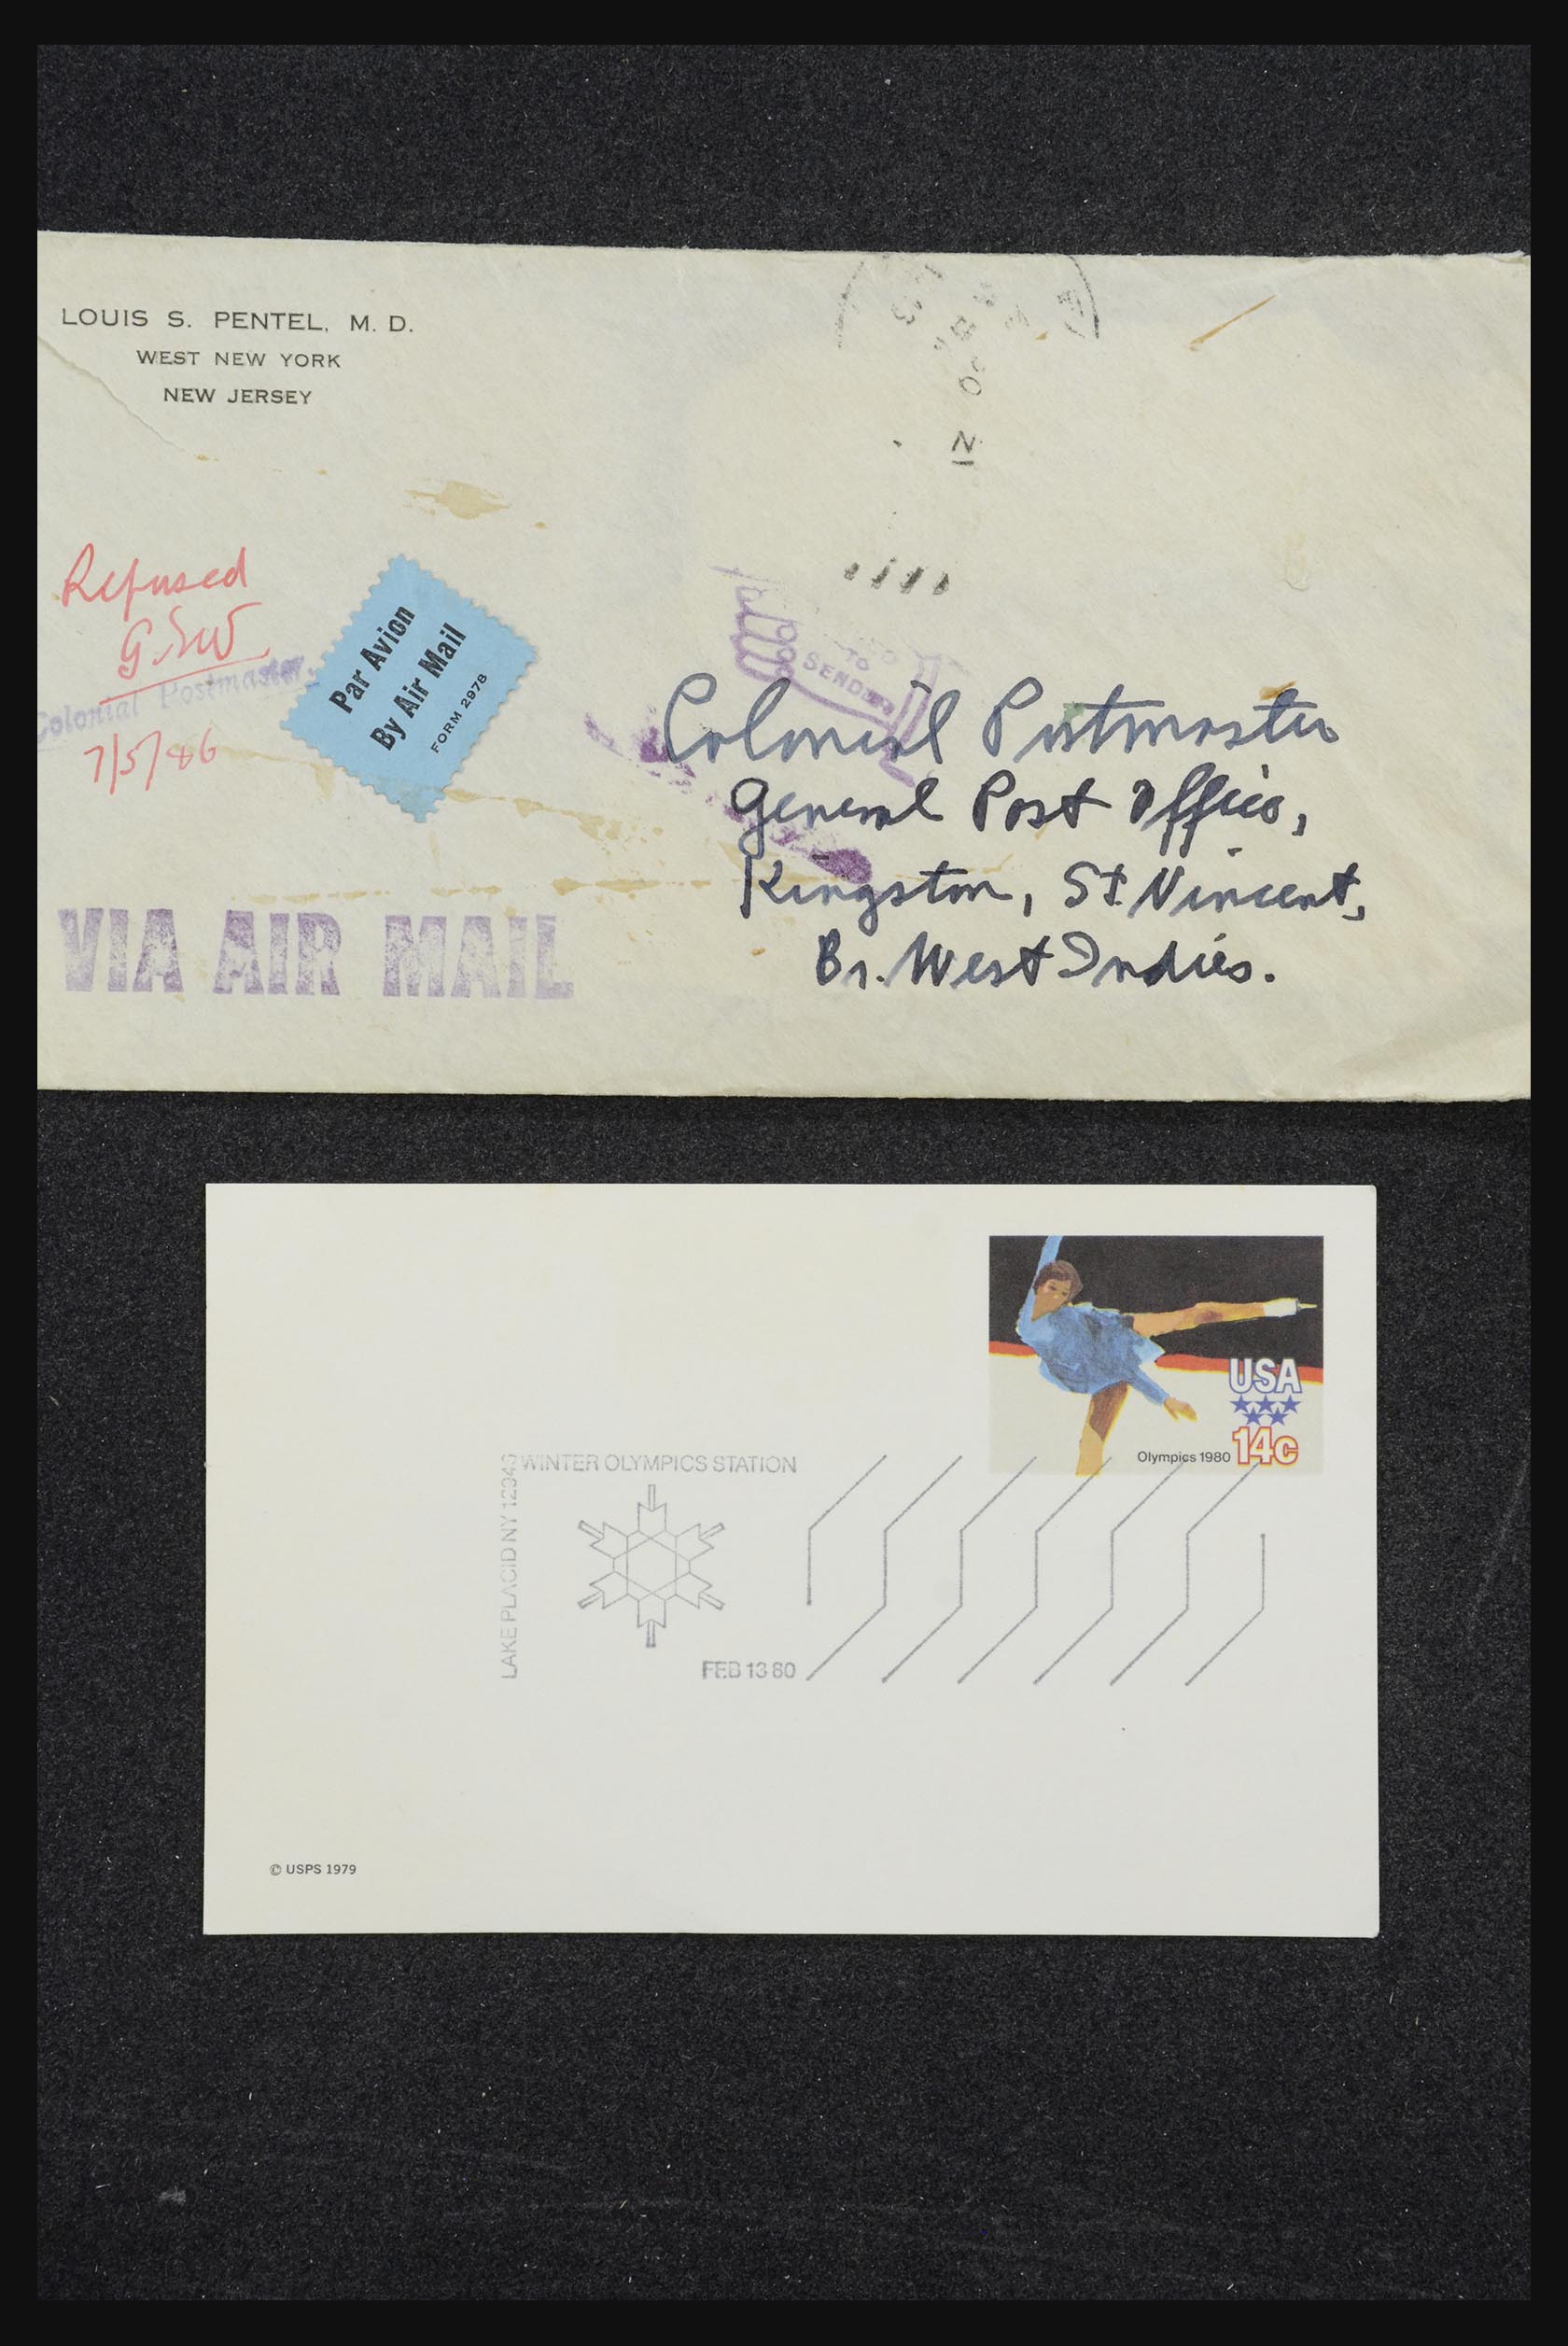 LOUIS S. PENTEL, M. D.
WEST NEW YORK
NEW JERSEY
Refused
Colonial Postmaster.
Par Avion
By Air Mail
FORM 2978
TO
SENDER
Colonial Postmaster
General Post Office,
Kingston, St. Vincent,
Br. West Indies.
VIA AIR MAIL
USA
14c
Olympics 1980
WINTER OLYMPICS STATION
LAKE PLACID NY 12946
FEB 13 80
© USPS 1979